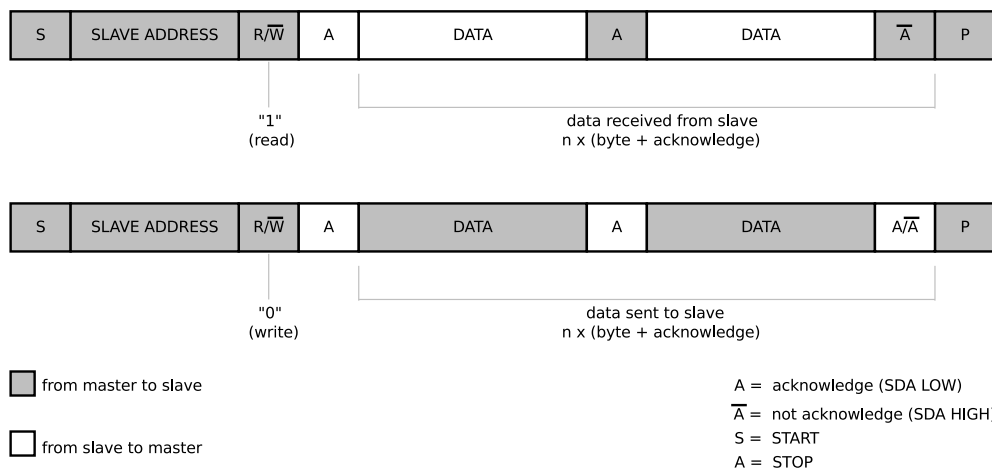 S SLAVE ADDRESS R/W̅ A DATA A DATA A̅ P
"1"
(read)
data received from slave
n x (byte + acknowledge)
S SLAVE ADDRESS R/W̅ A DATA A DATA A/A̅ P
"0"
(write)
data sent to slave
n x (byte + acknowledge)
from master to slave
from slave to master
A = acknowledge (SDA LOW)
A̅ = not acknowledge (SDA HIGH)
S = START
A = STOP